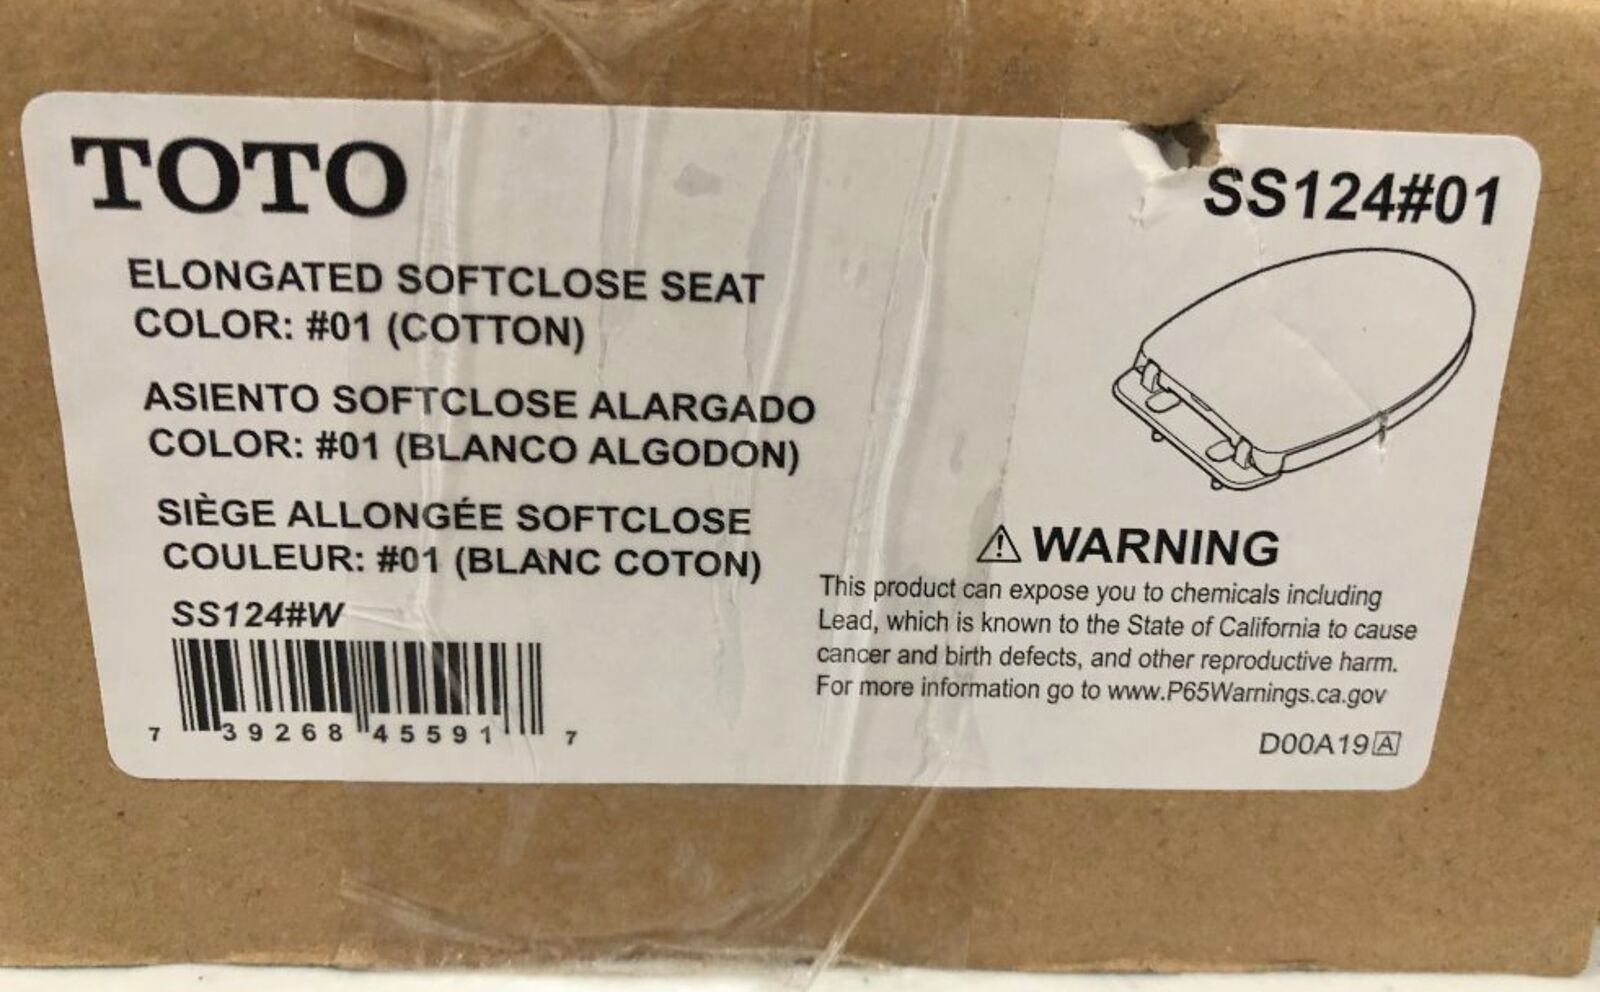 TOTO
SS124#01
ELONGATED SOFTCLOSE SEAT
COLOR: #01 (COTTON)
ASIENTO SOFTCLOSE ALARGADO
COLOR: #01 (BLANCO ALGODON)
SIÈGE ALLONGÉE SOFTCLOSE
COULEUR: #01 (BLANC COTON)
SS124#W
7 39268 45591 7
⚠ WARNING
This product can expose you to chemicals including
Lead, which is known to the State of California to cause
cancer and birth defects, and other reproductive harm.
For more information go to www.P65Warnings.ca.gov
D00A19 A